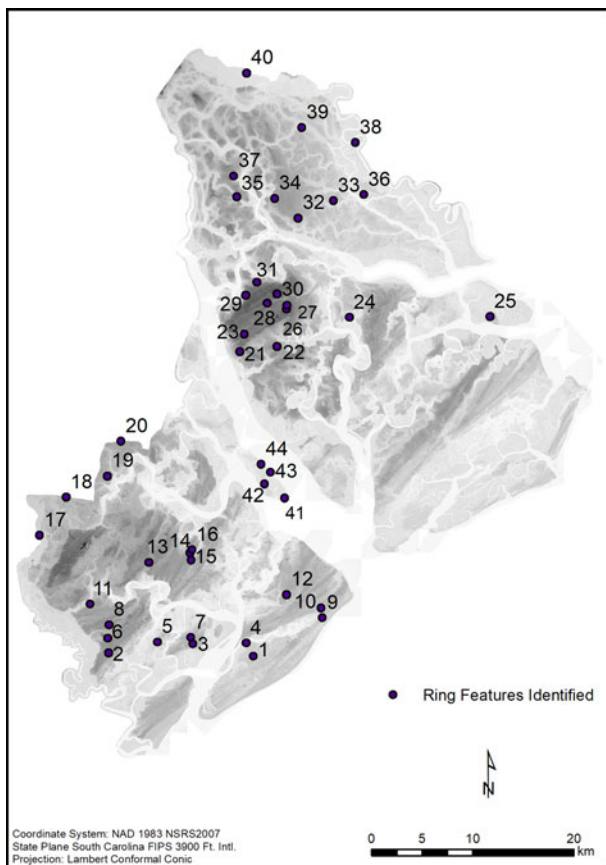 40
39
38
37
35 34 33 36
32
31
29 30
28 27 24 25
23 26
21 22
20
44
19 43
18 42
41
17
14 16
13 15
12
11 10 9
8
6 5 7 4
2 3 1
Ring Features Identified
N
Coordinate System: NAD 1983 NSRS2007
State Plane South Carolina FIPS 3900 Ft. Intl.
Projection: Lambert Conformal Conic
0 5 10 20
km